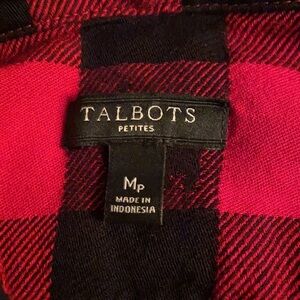 TALBOTS
PETITES
MP
MADE IN
INDONESIA